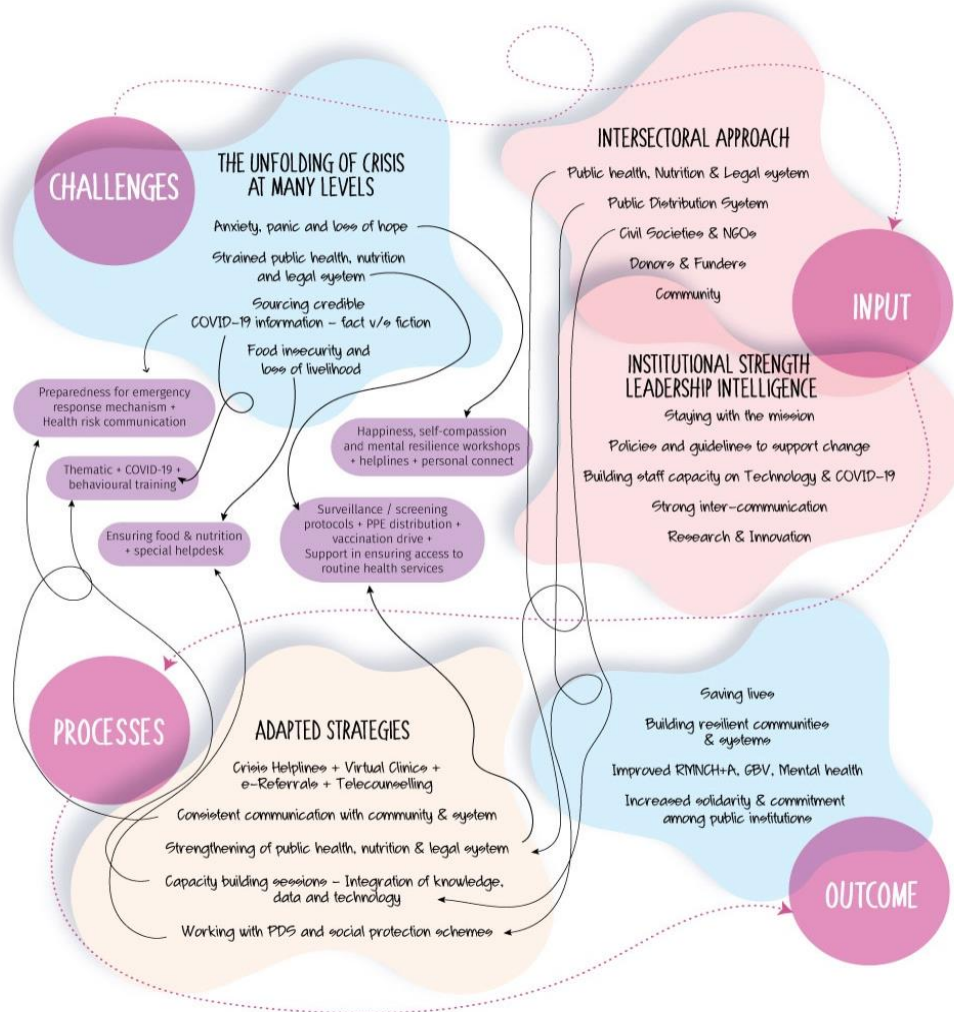 CHALLENGES
THE UNFOLDING OF CRISIS
AT MANY LEVELS
Anxiety, panic and loss of hope
Strained public health, nutrition
and legal system
Sourcing credible
COVID-19 information - fact v/s fiction
Food insecurity and
loss of livelihood
INTERSECTORAL APPROACH
Public health, Nutrition & Legal system
Public Distribution System
Civil Societies & NGOs
Donors & Funders
Community
INPUT
INSTITUTIONAL STRENGTH
LEADERSHIP INTELLIGENCE
Staying with the mission
Policies and guidelines to support change
Building staff capacity on Technology & COVID-19
Strong inter-communication
Research & Innovation
Preparedness for emergency
response mechanism +
Health risk communication
Thematic + COVID-19 +
behavioural training
Ensuring food & nutrition
+ special helpdesk
Happiness, self-compassion
and mental resilience workshops
+ helplines + personal connect
Surveillance / screening
protocols + PPE distribution +
vaccination drive +
Support in ensuring access to
routine health services
PROCESSES
ADAPTED STRATEGIES
Crisis Helplines + Virtual Clinics +
e-Referrals + Telecounselling
Consistent communication with community & system
Strengthening of public health, nutrition & legal system
Capacity building sessions - Integration of knowledge,
data and technology
Working with PDS and social protection schemes
Saving lives
Building resilient communities
& systems
Improved RMNCH+A, GBV, Mental health
Increased solidarity & commitment
among public institutions
OUTCOME